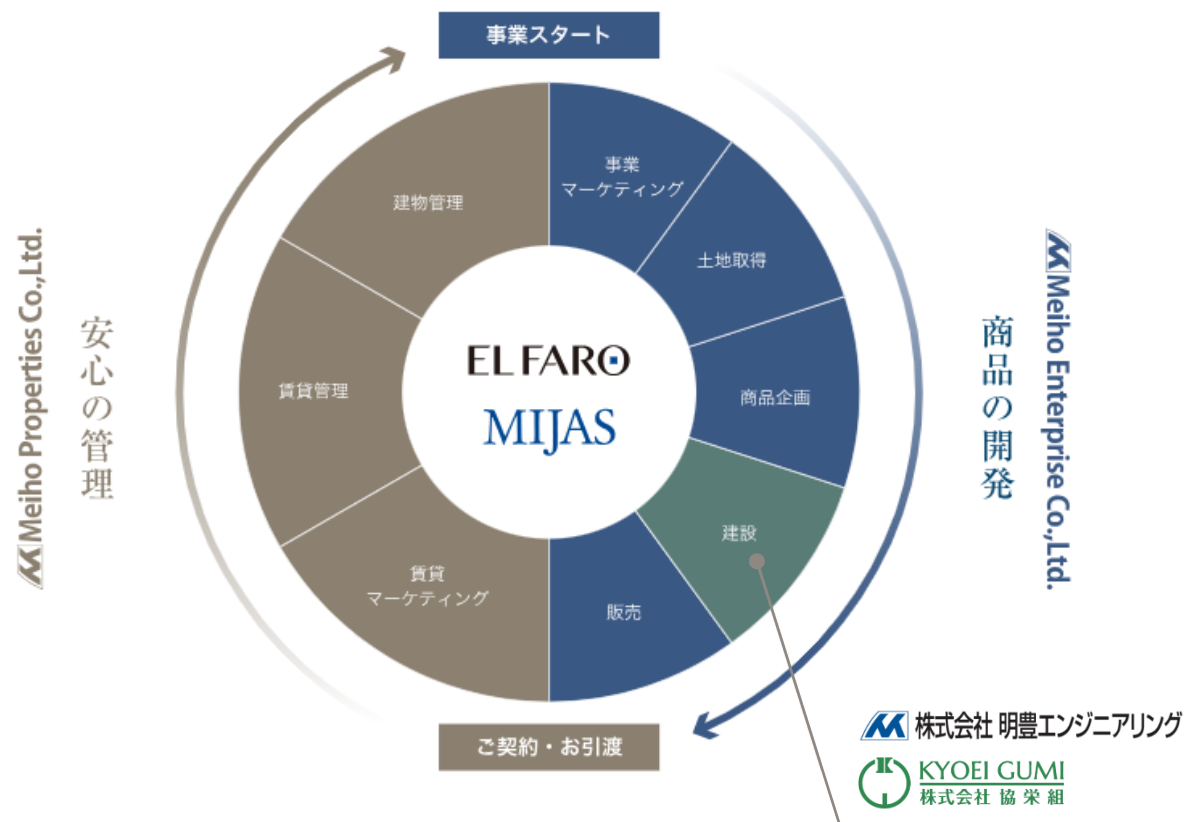 事業スタート
事業
マーケティング
土地取得
商品企画
建設
販売
ご契約・お引渡
賃貸
マーケティング
賃貸管理
建物管理
EL FARO
MIJAS
商品の開発
Meiho Enterprise Co.,Ltd.
安心の管理
Meiho Properties Co.,Ltd.
株式会社 明豊エンジニアリング
KYOEI GUMI
株式会社 協栄組